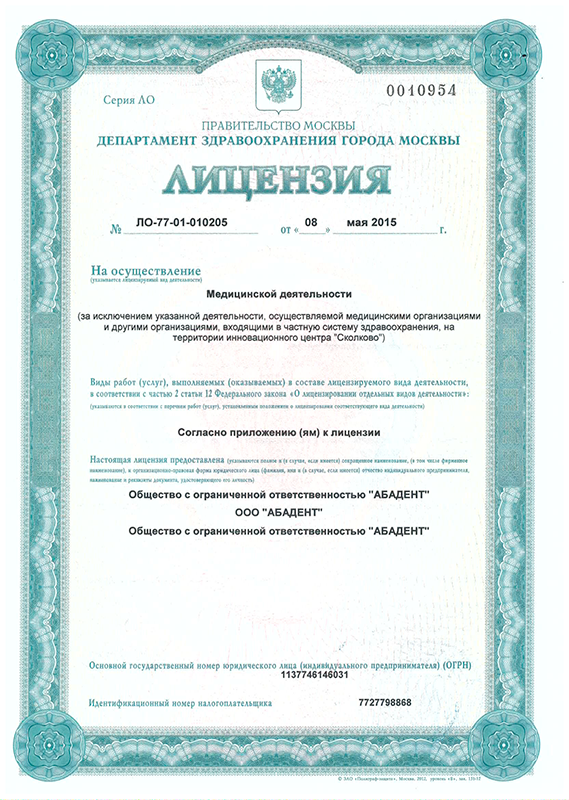 0010954
Серия ЛО
ПРАВИТЕЛЬСТВО МОСКВЫ
ДЕПАРТАМЕНТ ЗДРАВООХРАНЕНИЯ ГОРОДА МОСКВЫ
ЛИЦЕНЗИЯ
№ ЛО-77-01-010205 от «08» мая 2015 г.
На осуществление
(указывается лицензируемый вид деятельности)
Медицинской деятельности
(за исключением указанной деятельности, осуществляемой медицинскими организациями
и другими организациями, входящими в частную систему здравоохранения, на
территории инновационного центра "Сколково")
Виды работ (услуг), выполняемых (оказываемых) в составе лицензируемого вида деятельности,
в соответствии с частью 2 статьи 12 Федерального закона «О лицензировании отдельных видов деятельности»:
(указываются в соответствии с перечнем работ (услуг), установленным положением о лицензировании соответствующего вида деятельности)
Согласно приложению (ям) к лицензии
Настоящая лицензия предоставлена (указываются полное и (в случае, если имеется) сокращенное наименование, (в том числе фирменное
наименование), и организационно-правовая форма юридического лица (фамилия, имя и (в случае, если имеется) отчество индивидуального предпринимателя,
наименование и реквизиты документа, удостоверяющего его личность)
Общество с ограниченной ответственностью "АБАДЕНТ"
ООО "АБАДЕНТ"
Общество с ограниченной ответственностью "АБАДЕНТ"
Основной государственный номер юридического лица (индивидуального предпринимателя) (ОГРН)
1137746146031
Идентификационный номер налогоплательщика 7727798868
© ЗАО «Полиграф-защита», Москва, 2012, уровень «В»,